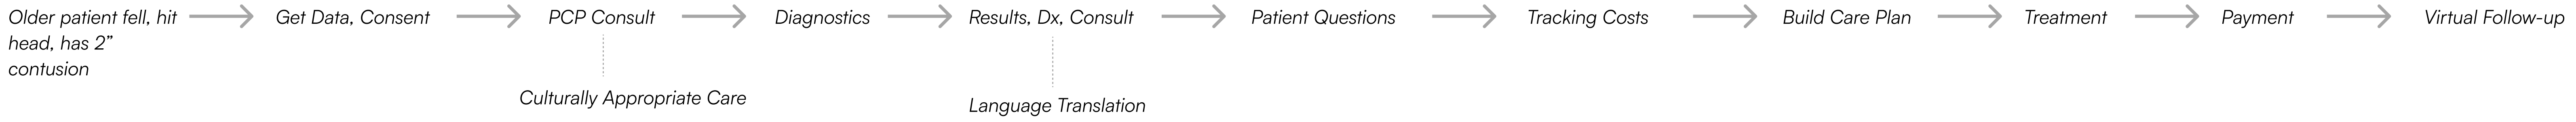 Older patient fell, hit
head, has 2”
contusion
Get Data, Consent
PCP Consult
Culturally Appropriate Care
Diagnostics
Results, Dx, Consult
Language Translation
Patient Questions
Tracking Costs
Build Care Plan
Treatment
Payment
Virtual Follow-up